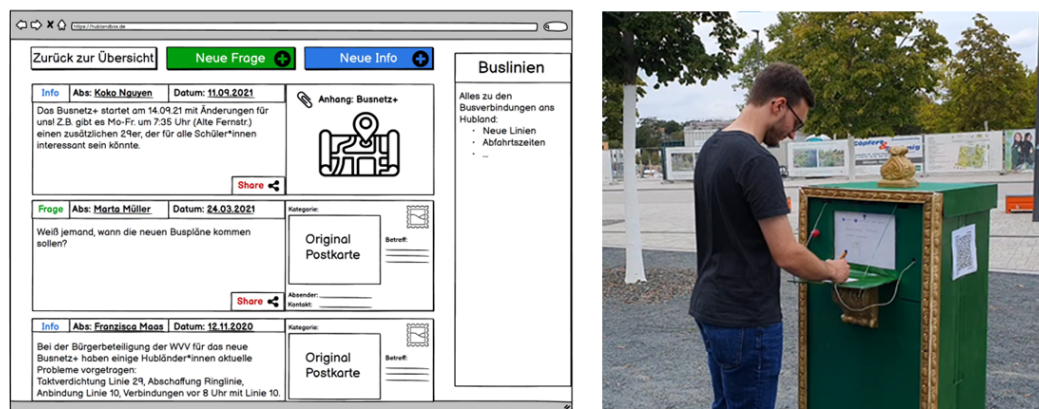 https://hublandbox.de
Zurück zur Übersicht
Neue Frage
Neue Info
Info
Abs: Koko Nguyen
Datum: 11.09.2021
Das Busnetz+ startet am 14.09.21 mit Änderungen für
uns! Z.B. gibt es Mo-Fr. um 7:35 Uhr (Alte Fernstr.)
einen zusätzlichen 29er, der für alle Schüler*innen
interessant sein könnte.
Share
Anhang: Busnetz+
Frage
Abs: Marta Müller
Datum: 24.03.2021
Weiß jemand, wann die neuen Buspläne kommen
sollen?
Share
Kategorie:
Original
Postkarte
Betreff:
Absender:
Kontakt:
Info
Abs: Franzisca Maas
Datum: 12.11.2020
Bei der Bürgerbeteiligung der WVV für das neue
Busnetz+ haben einige Hubländer*innen aktuelle
Probleme vorgetragen:
Taktverdichtung Linie 29, Abschaffung Ringlinie,
Anbindung Linie 10, Verbindungen vor 8 Uhr mit Linie 10.
Kategorie:
Original
Postkarte
Betreff:
Buslinien
Alles zu den
Busverbindungen ans
Hubland:
· Neue Linien
· Abfahrtszeiten
· ...